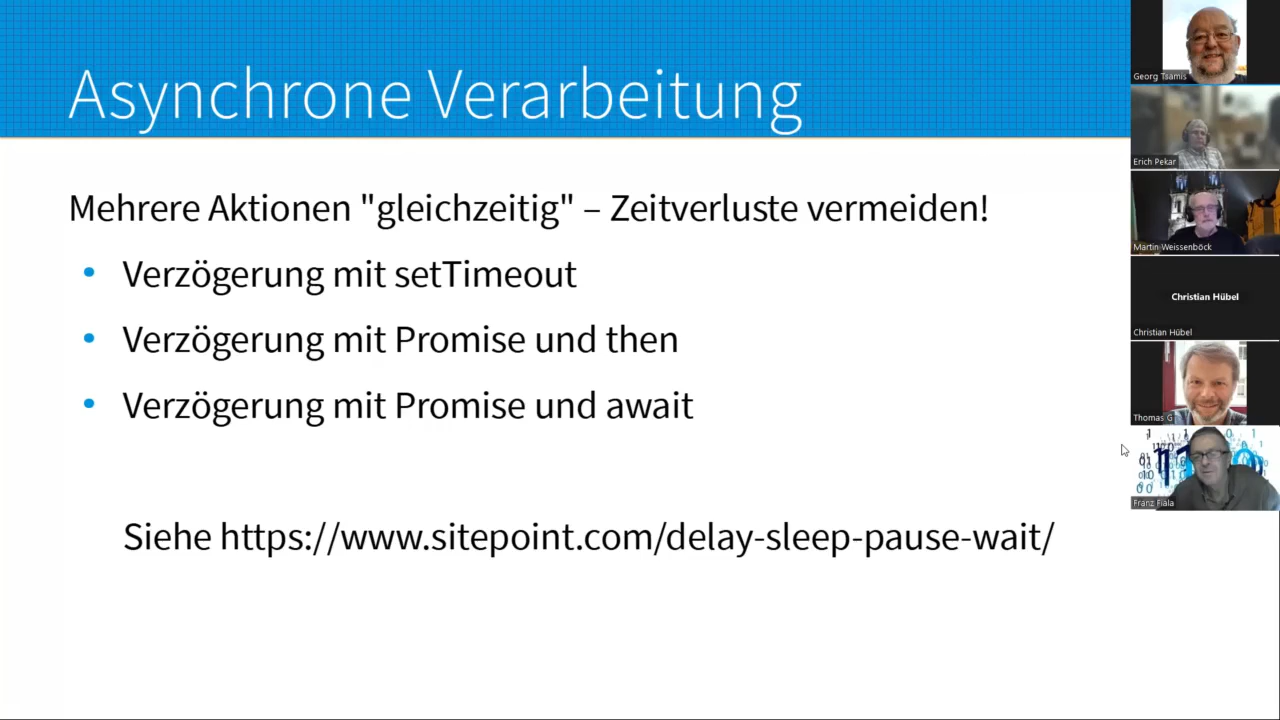 Asynchrone Verarbeitung
Mehrere Aktionen "gleichzeitig" – Zeitverluste vermeiden!
• Verzögerung mit setTimeout
• Verzögerung mit Promise und then
• Verzögerung mit Promise und await
Siehe https://www.sitepoint.com/delay-sleep-pause-wait/
Georg Tsamis
Erich Pekar
Martin Weissenböck
Christian Hübel
Christian Hübel
Thomas G
Franz Fiala